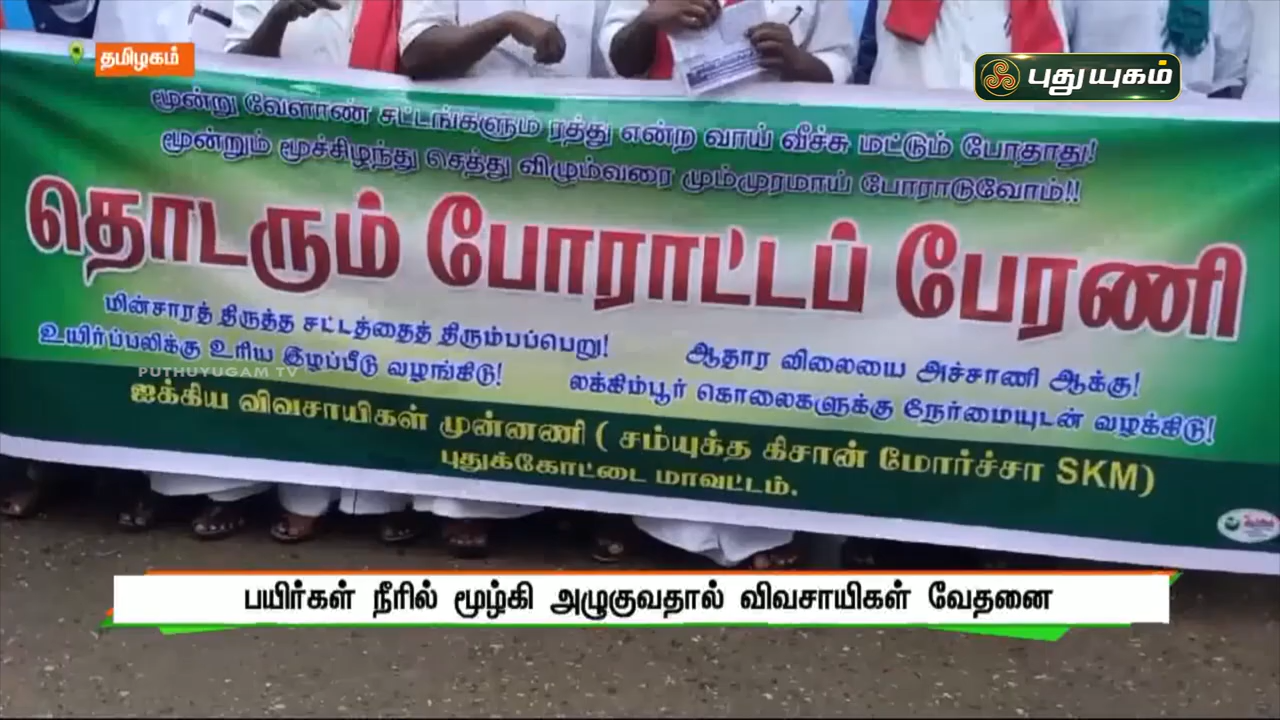 தமிழகம்
புதுயுகம்
மூன்று வேளாண் சட்டங்களும் ரத்து என்ற வாய் வீச்சு மட்டும் போதாது!
மூன்றும் மூச்சிழந்து செத்து விழும்வரை மும்முரமாய் போராடுவோம்!!
தொடரும் போராட்டப் பேரணி
மின்சாரத் திருத்த சட்டத்தைத் திரும்பப்பெறு!
ஆதார விலையை அச்சாணி ஆக்கு!
உயிர்ப்பலிக்கு உரிய இழப்பீடு வழங்கிடு!
லக்கிம்பூர் கொலைகளுக்கு நேர்மையுடன் வழக்கிடு!
PUTHUYUGAM TV
ஐக்கிய விவசாயிகள் முன்னணி ( சம்யுக்த கிசான் மோர்ச்சா SKM)
புதுக்கோட்டை மாவட்டம்.
பயிர்கள் நீரில் மூழ்கி அழுகுவதால் விவசாயிகள் வேதனை